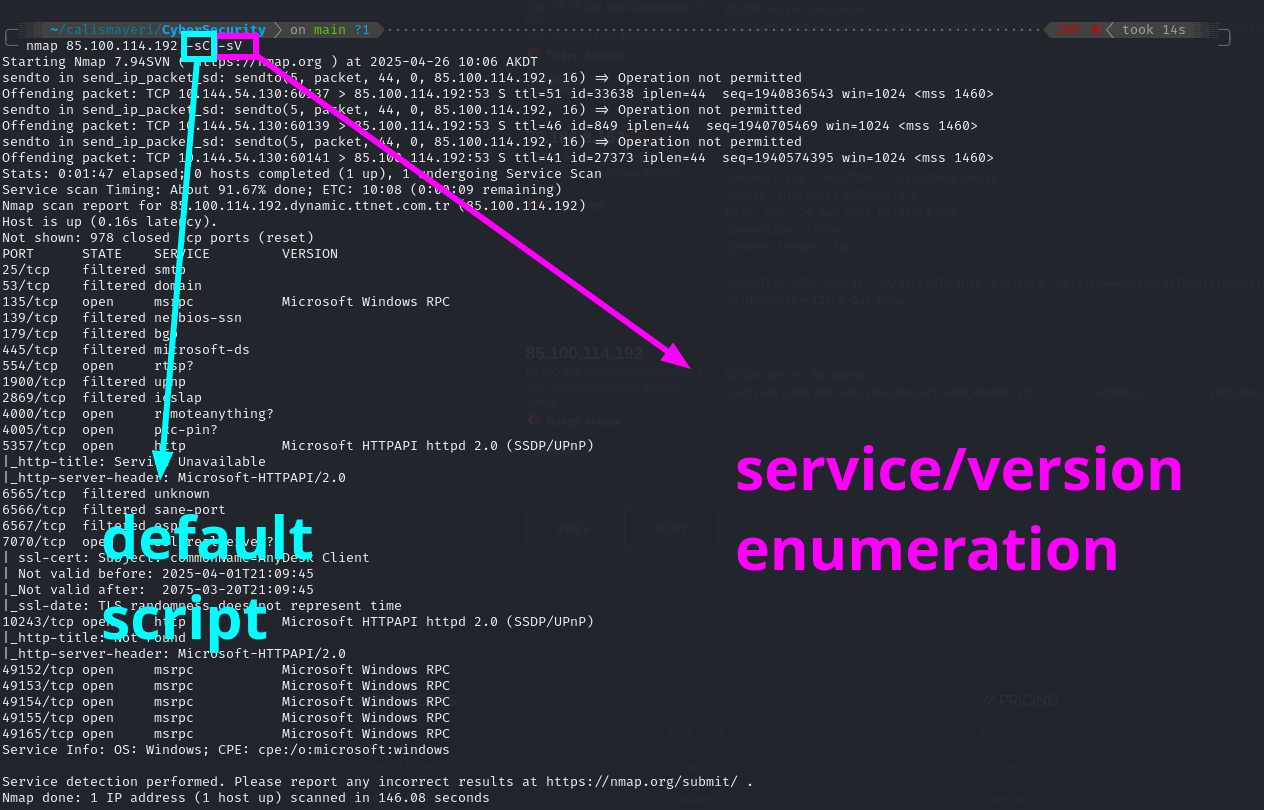 ~/calismayeri/CyberSecurity > on main ?1 took 14s
nmap 85.100.114.192 -sC -sV
Starting Nmap 7.94SVN ( https://nmap.org ) at 2025-04-26 10:06 AKDT
sendto in send_ip_packet_sd: sendto(5, packet, 44, 0, 85.100.114.192, 16) => Operation not permitted
Offending packet: TCP 10.144.54.130:60137 > 85.100.114.192:53 S ttl=51 id=33638 iplen=44  seq=1940836543 win=1024 <mss 1460>
sendto in send_ip_packet_sd: sendto(5, packet, 44, 0, 85.100.114.192, 16) => Operation not permitted
Offending packet: TCP 10.144.54.130:60139 > 85.100.114.192:53 S ttl=46 id=849 iplen=44  seq=1940705469 win=1024 <mss 1460>
sendto in send_ip_packet_sd: sendto(5, packet, 44, 0, 85.100.114.192, 16) => Operation not permitted
Offending packet: TCP 10.144.54.130:60141 > 85.100.114.192:53 S ttl=41 id=27373 iplen=44  seq=1940574395 win=1024 <mss 1460>
Stats: 0:01:47 elapsed; 0 hosts completed (1 up), 1 undergoing Service Scan
Service scan Timing: About 91.67% done; ETC: 10:08 (0:00:09 remaining)
Nmap scan report for 85.100.114.192.dynamic.ttnet.com.tr (85.100.114.192)
Host is up (0.16s latency).
Not shown: 978 closed tcp ports (reset)
PORT      STATE    SERVICE         VERSION
25/tcp    filtered smtp
53/tcp    filtered domain
135/tcp   open     msrpc           Microsoft Windows RPC
139/tcp   filtered netbios-ssn
179/tcp   filtered bgp
445/tcp   filtered microsoft-ds
554/tcp   open     rtsp?
1900/tcp  filtered upnp
2869/tcp  filtered icslap
4000/tcp  open     remoteanything?
4005/tcp  open     pxc-pin?
5357/tcp  open     http            Microsoft HTTPAPI httpd 2.0 (SSDP/UPnP)
|_http-title: Service Unavailable
|_http-server-header: Microsoft-HTTPAPI/2.0
6565/tcp  filtered unknown
6566/tcp  filtered sane-port
6567/tcp  filtered esp
7070/tcp  open     ssl/realserver?
| ssl-cert: Subject: commonName=AnyDesk Client
| Not valid before: 2025-04-01T21:09:45
|_Not valid after:  2075-03-20T21:09:45
|_ssl-date: TLS randomness does not represent time
10243/tcp open     http            Microsoft HTTPAPI httpd 2.0 (SSDP/UPnP)
|_http-title: Not Found
|_http-server-header: Microsoft-HTTPAPI/2.0
49152/tcp open     msrpc           Microsoft Windows RPC
49153/tcp open     msrpc           Microsoft Windows RPC
49154/tcp open     msrpc           Microsoft Windows RPC
49155/tcp open     msrpc           Microsoft Windows RPC
49165/tcp open     msrpc           Microsoft Windows RPC
Service Info: OS: Windows; CPE: cpe:/o:microsoft:windows
Service detection performed. Please report any incorrect results at https://nmap.org/submit/ .
Nmap done: 1 IP address (1 host up) scanned in 146.08 seconds
default
script
service/version
enumeration
85.100.114.192
Turkey, Ankara
Turkey, Batman
PREV
NEXT
// PRICING